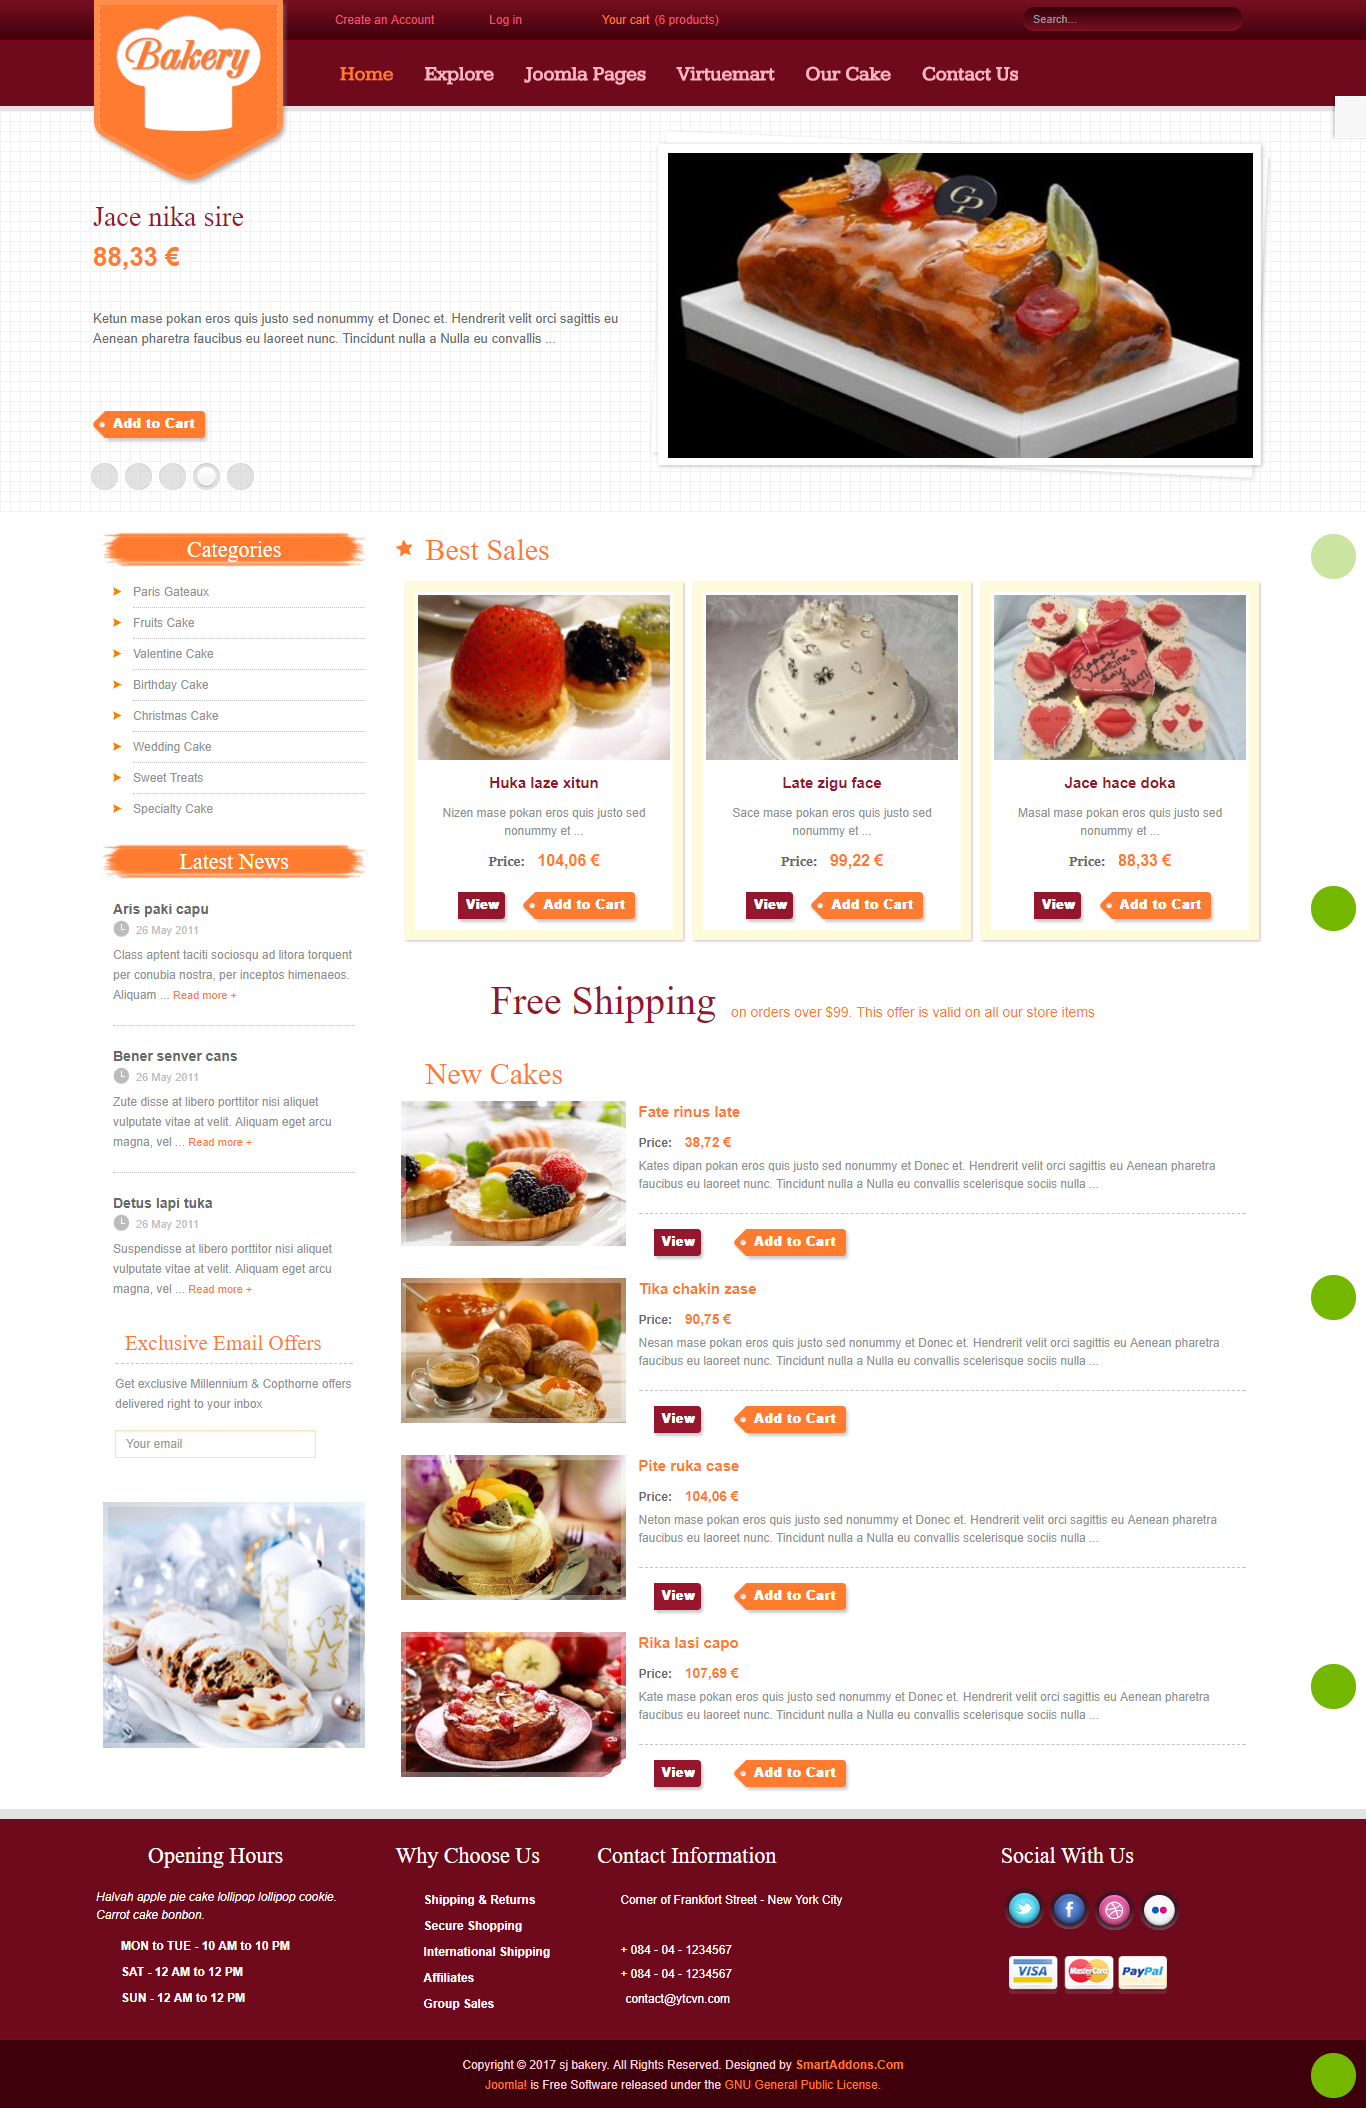 Create an Account
Log in
Your cart (6 products)
Search...
Bakery
Home
Explore
Joomla Pages
Virtuemart
Our Cake
Contact Us
Jace nika sire
88,33 €
Ketun mase pokan eros quis justo sed nonummy et Donec et. Hendrerit velit orci sagittis eu
Aenean pharetra faucibus eu laoreet nunc. Tincidunt nulla a Nulla eu convallis ...
Add to Cart
GP
Categories
Paris Gateaux
Fruits Cake
Valentine Cake
Birthday Cake
Christmas Cake
Wedding Cake
Sweet Treats
Specialty Cake
Latest News
Aris paki capu
26 May 2011
Class aptent taciti sociosqu ad litora torquent
per conubia nostra, per inceptos himenaeos.
Aliquam ... Read more +
Bener senver cans
26 May 2011
Zute disse at libero porttitor nisi aliquet
vulputate vitae at velit. Aliquam eget arcu
magna, vel ... Read more +
Detus lapi tuka
26 May 2011
Suspendisse at libero porttitor nisi aliquet
vulputate vitae at velit. Aliquam eget arcu
magna, vel ... Read more +
Exclusive Email Offers
Get exclusive Millennium & Copthorne offers
delivered right to your inbox
Your email
Best Sales
Huka laze xitun
Nizen mase pokan eros quis justo sed
nonummy et ...
Price: 104,06 €
View
Add to Cart
Late zigu face
Sace mase pokan eros quis justo sed
nonummy et ...
Price: 99,22 €
View
Add to Cart
Happy
Valentine's
day
Hun!
Jace hace doka
Masal mase pokan eros quis justo sed
nonummy et ...
Price: 88,33 €
View
Add to Cart
Free Shipping on orders over $99. This offer is valid on all our store items
New Cakes
Fate rinus late
Price: 38,72 €
Kates dipan pokan eros quis justo sed nonummy et Donec et. Hendrerit velit orci sagittis eu Aenean pharetra
faucibus eu laoreet nunc. Tincidunt nulla a Nulla eu convallis scelerisque sociis nulla ...
View
Add to Cart
Tika chakin zase
Price: 90,75 €
Nesan mase pokan eros quis justo sed nonummy et Donec et. Hendrerit velit orci sagittis eu Aenean pharetra
faucibus eu laoreet nunc. Tincidunt nulla a Nulla eu convallis scelerisque sociis nulla ...
View
Add to Cart
Pite ruka case
Price: 104,06 €
Neton mase pokan eros quis justo sed nonummy et Donec et. Hendrerit velit orci sagittis eu Aenean pharetra
faucibus eu laoreet nunc. Tincidunt nulla a Nulla eu convallis scelerisque sociis nulla ...
View
Add to Cart
Rika lasi capo
Price: 107,69 €
Kate mase pokan eros quis justo sed nonummy et Donec et. Hendrerit velit orci sagittis eu Aenean pharetra
faucibus eu laoreet nunc. Tincidunt nulla a Nulla eu convallis scelerisque sociis nulla ...
View
Add to Cart
Opening Hours
Halvah apple pie cake lollipop lollipop cookie.
Carrot cake bonbon.
MON to TUE - 10 AM to 10 PM
SAT - 12 AM to 12 PM
SUN - 12 AM to 12 PM
Why Choose Us
Shipping & Returns
Secure Shopping
International Shipping
Affiliates
Group Sales
Contact Information
Corner of Frankfort Street - New York City
+ 084 - 04 - 1234567
+ 084 - 04 - 1234567
contact@ytcvn.com
Social With Us
f
VISA
MasterCard
PayPal
Copyright © 2017 sj bakery. All Rights Reserved. Designed by SmartAddons.Com
Joomla! is Free Software released under the GNU General Public License.